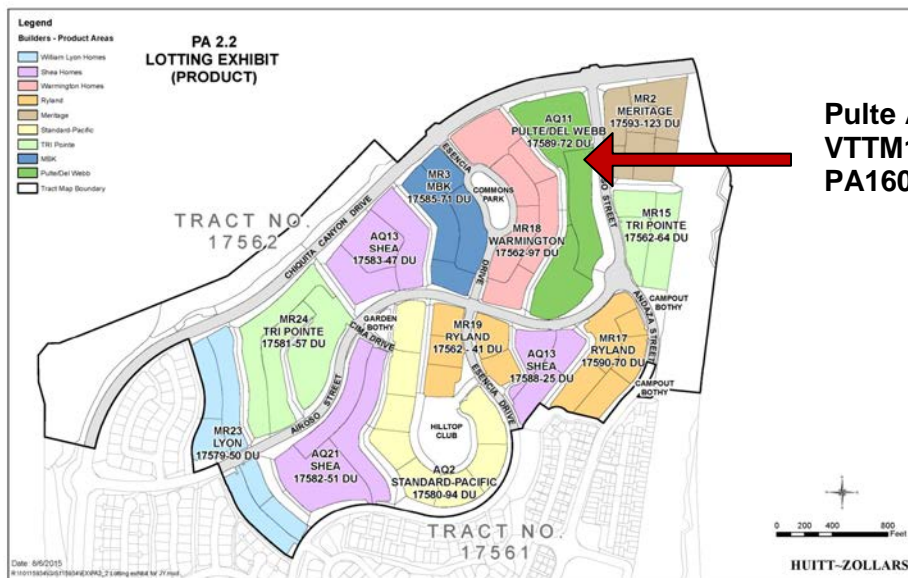 Legend
Builders - Product Areas
William Lyon Homes
Shea Homes
Warmington Homes
Ryland
Meritage
Standard-Pacific
TRI Pointe
MBK
Pulte/Del Webb
Tract Map Boundary
PA 2.2
LOTTING EXHIBIT
(PRODUCT)
MR2
MERITAGE
17593-123 DU
AQ11
PULTE/DEL WEBB
17589-72 DU
Pulte
VTTM
PA160
ESENCIA
DRIVE
MR3
MBK
17585-71 DU
COMMONS
PARK
STREET
MR15
TRI POINTE
17562-64 DU
TRACT NO.
17562
CHIQUITA CANYON DRIVE
AQ13
SHEA
17583-47 DU
MR18
WARMINGTON
17562-97 DU
ANDAZA STREET
CAMPOUT
BOTHY
MR24
TRI POINTE
17581-57 DU
GARDEN
BOTHY
CIMA DRIVE
MR19
RYLAND
17562 - 41 DU
AQ13
SHEA
17588-25 DU
MR17
RYLAND
17590-70 DU
ESENCIA DRIVE
CAMPOUT
BOTHY
AIROSO STREET
HILLTOP
CLUB
MR23
LYON
17579-50 DU
AQ21
SHEA
17582-51 DU
AQ2
STANDARD-PACIFIC
17580-94 DU
TRACT NO.
17561
0 200 400 800
Feet
Date: 8/6/2015
HUITT~ZOLLARS